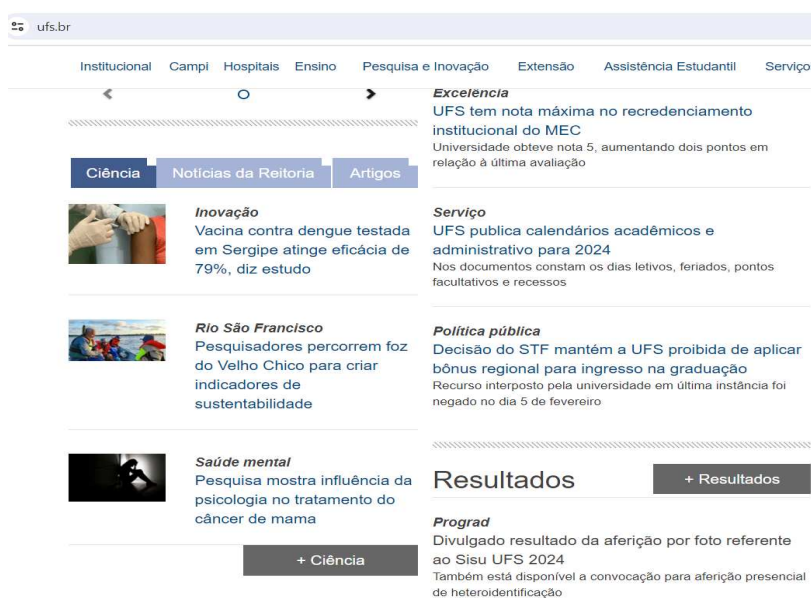 ufs.br
Institucional Campi Hospitais Ensino Pesquisa e Inovação Extensão Assistência Estudantil Serviço
Ciência Notícias da Reitoria Artigos
Inovação
Vacina contra dengue testada
em Sergipe atinge eficácia de
79%, diz estudo
Rio São Francisco
Pesquisadores percorrem foz
do Velho Chico para criar
indicadores de
sustentabilidade
Saúde mental
Pesquisa mostra influência da
psicologia no tratamento do
câncer de mama
+ Ciência
Excelência
UFS tem nota máxima no recredenciamento
institucional do MEC
Universidade obteve nota 5, aumentando dois pontos em
relação à última avaliação
Serviço
UFS publica calendários acadêmicos e
administrativo para 2024
Nos documentos constam os dias letivos, feriados, pontos
facultativos e recessos
Política pública
Decisão do STF mantém a UFS proibida de aplicar
bônus regional para ingresso na graduação
Recurso interposto pela universidade em última instância foi
negado no dia 5 de fevereiro
Resultados
+ Resultados
Prograd
Divulgado resultado da aferição por foto referente
ao Sisu UFS 2024
Também está disponível a convocação para aferição presencial
de heteroidentificação